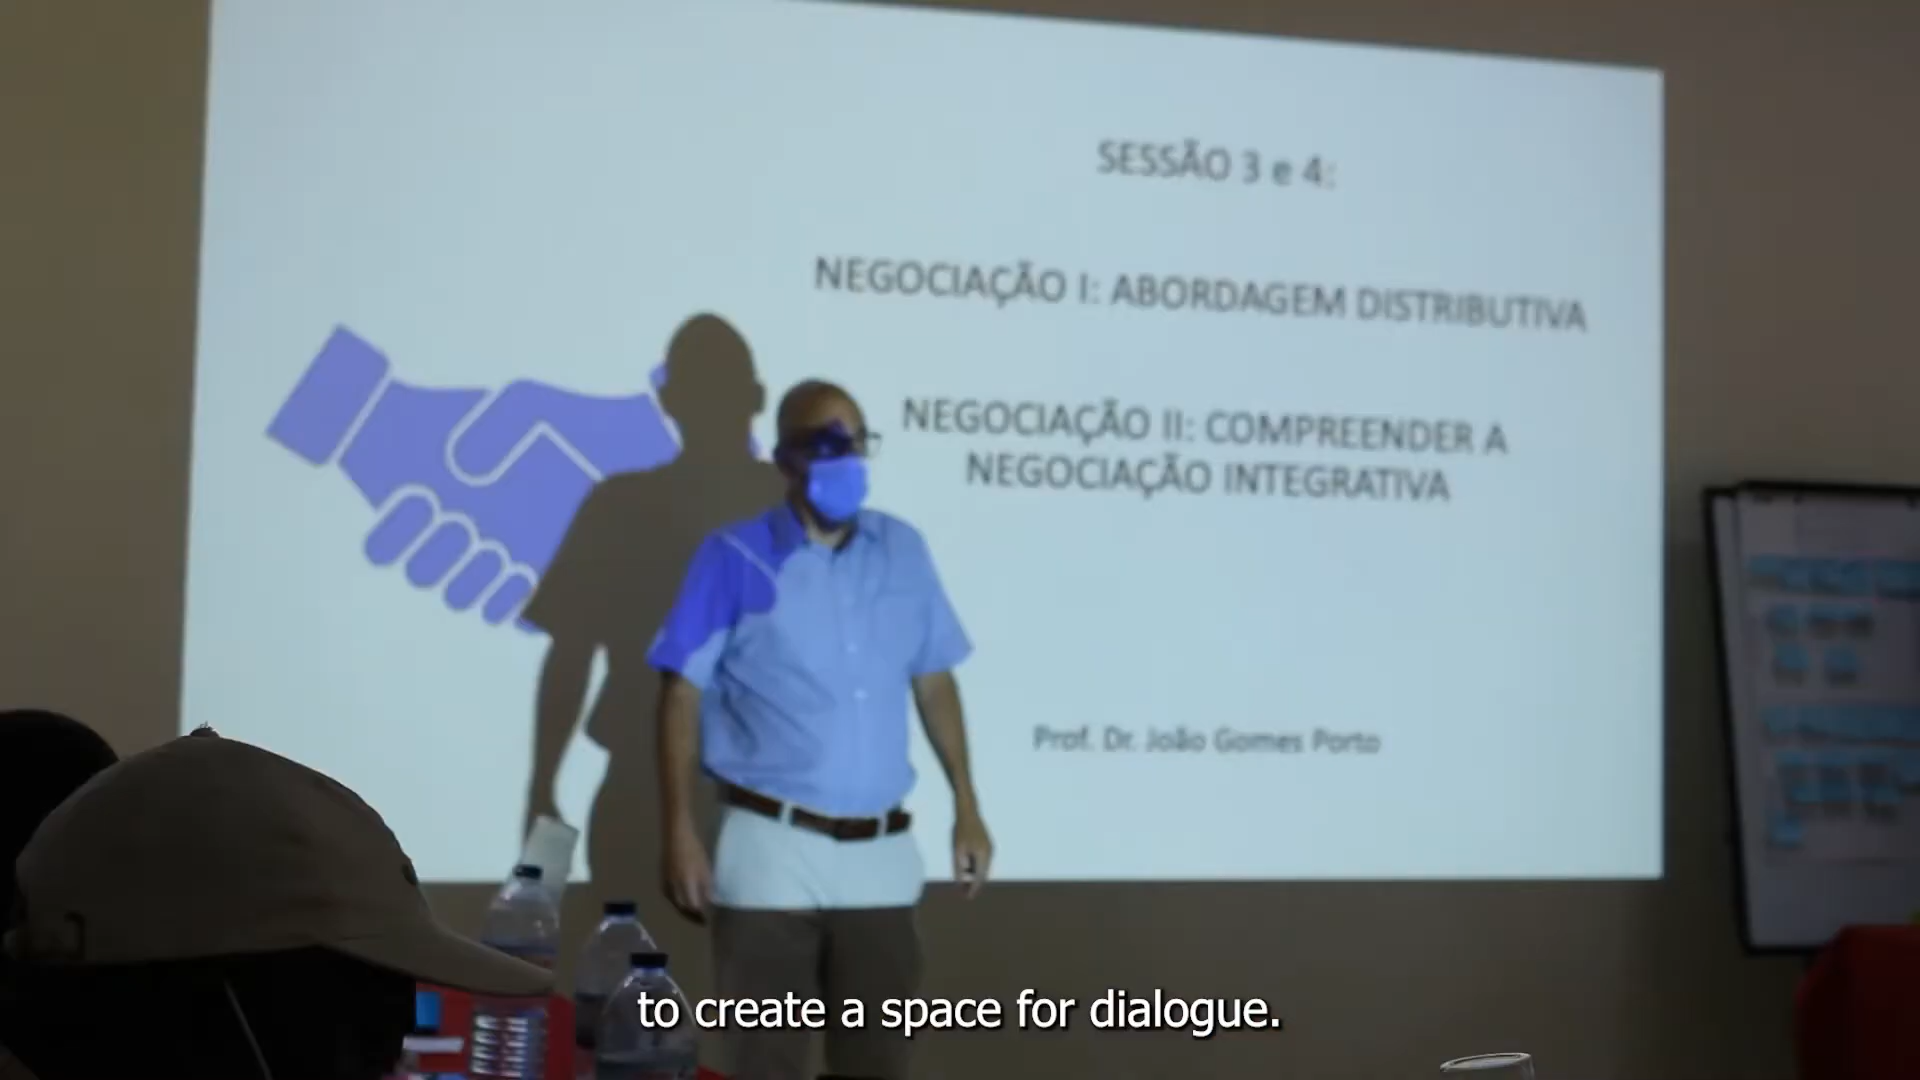 SESSÃO 3 e 4:
NEGOCIAÇÃO I: ABORDAGEM DISTRIBUTIVA
NEGOCIAÇÃO II: COMPREENDER A
NEGOCIAÇÃO INTEGRATIVA
Prof. Dr. João Gomes Porto
to create a space for dialogue.